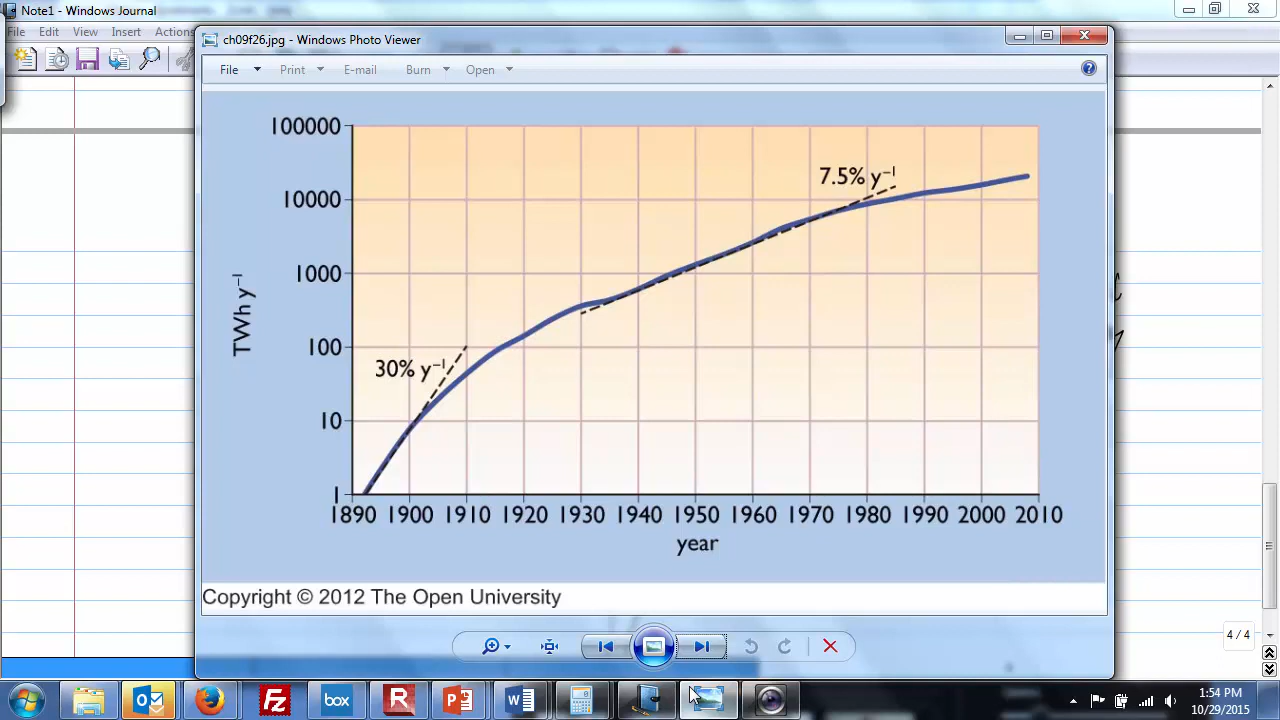 Note1 - Windows Journal
File Edit View Insert Actions
ch09f26.jpg - Windows Photo Viewer
File Print E-mail Burn Open
100000
10000
1000
100
10
1
TWh y⁻¹
7.5% y⁻¹
30% y⁻¹
1890 1900 1910 1920 1930 1940 1950 1960 1970 1980 1990 2000 2010
year
Copyright © 2012 The Open University
4 / 4
box
1:54 PM
10/29/2015